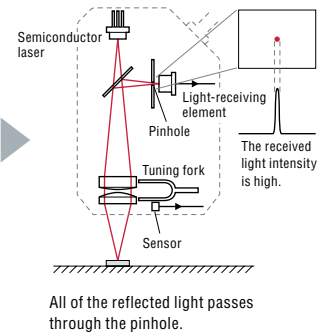 Semiconductor
laser
Light-receiving
element
Pinhole
The received
light intensity
is high.
Tuning fork
Sensor
All of the reflected light passes
through the pinhole.